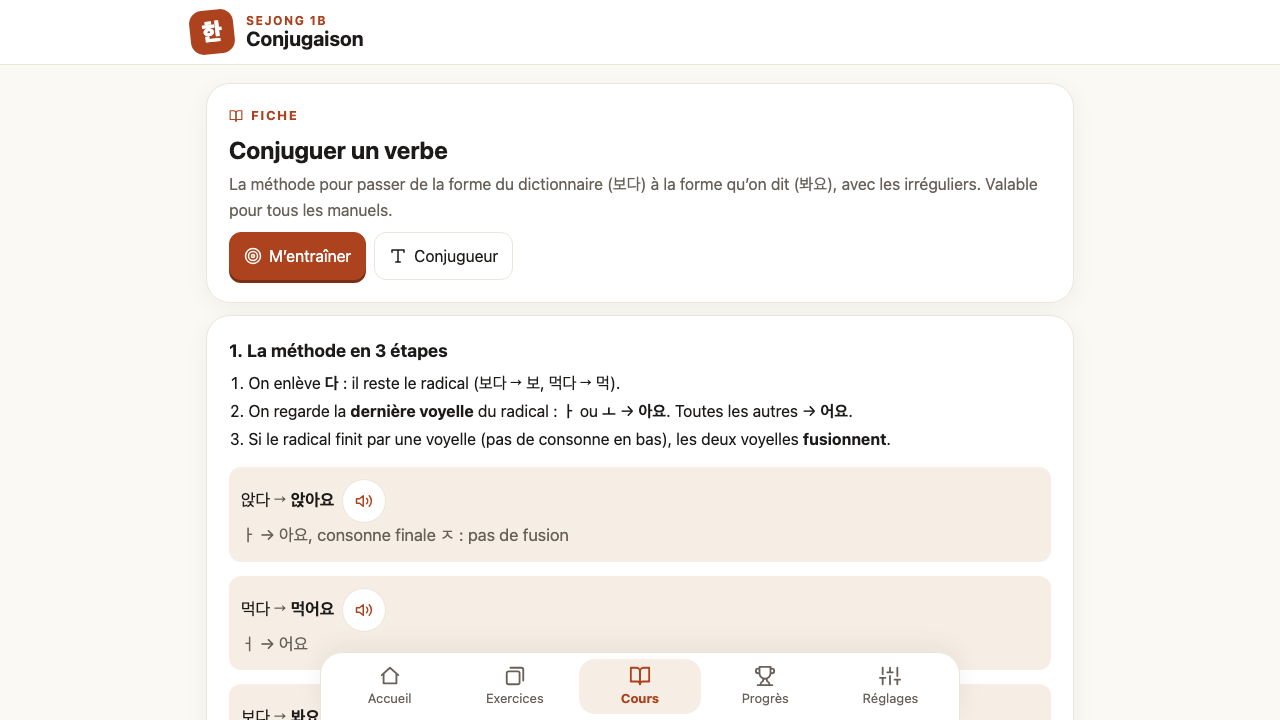 한
SEJONG 1B
Conjugaison
FICHE
Conjuguer un verbe
La méthode pour passer de la forme du dictionnaire (보다) à la forme qu’on dit (봐요), avec les irréguliers. Valable
pour tous les manuels.
M’entraîner
Conjugueur
1. La méthode en 3 étapes
1. On enlève 다 : il reste le radical (보다 → 보, 먹다 → 먹).
2. On regarde la dernière voyelle du radical : ㅏ ou ㅗ → 아요. Toutes les autres → 어요.
3. Si le radical finit par une voyelle (pas de consonne en bas), les deux voyelles fusionnent.
앉다 → 앉아요
ㅏ → 아요, consonne finale ㅈ : pas de fusion
먹다 → 먹어요
ㅓ → 어요
보다 → 봐요
Accueil
Exercices
Cours
Progrès
Réglages